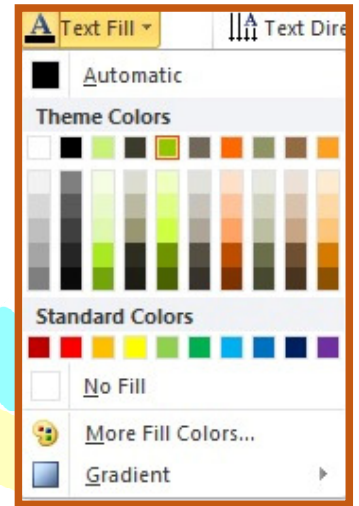 A Text Fill A Text Dire
Automatic
Theme Colors
Standard Colors
No Fill
More Fill Colors...
Gradient